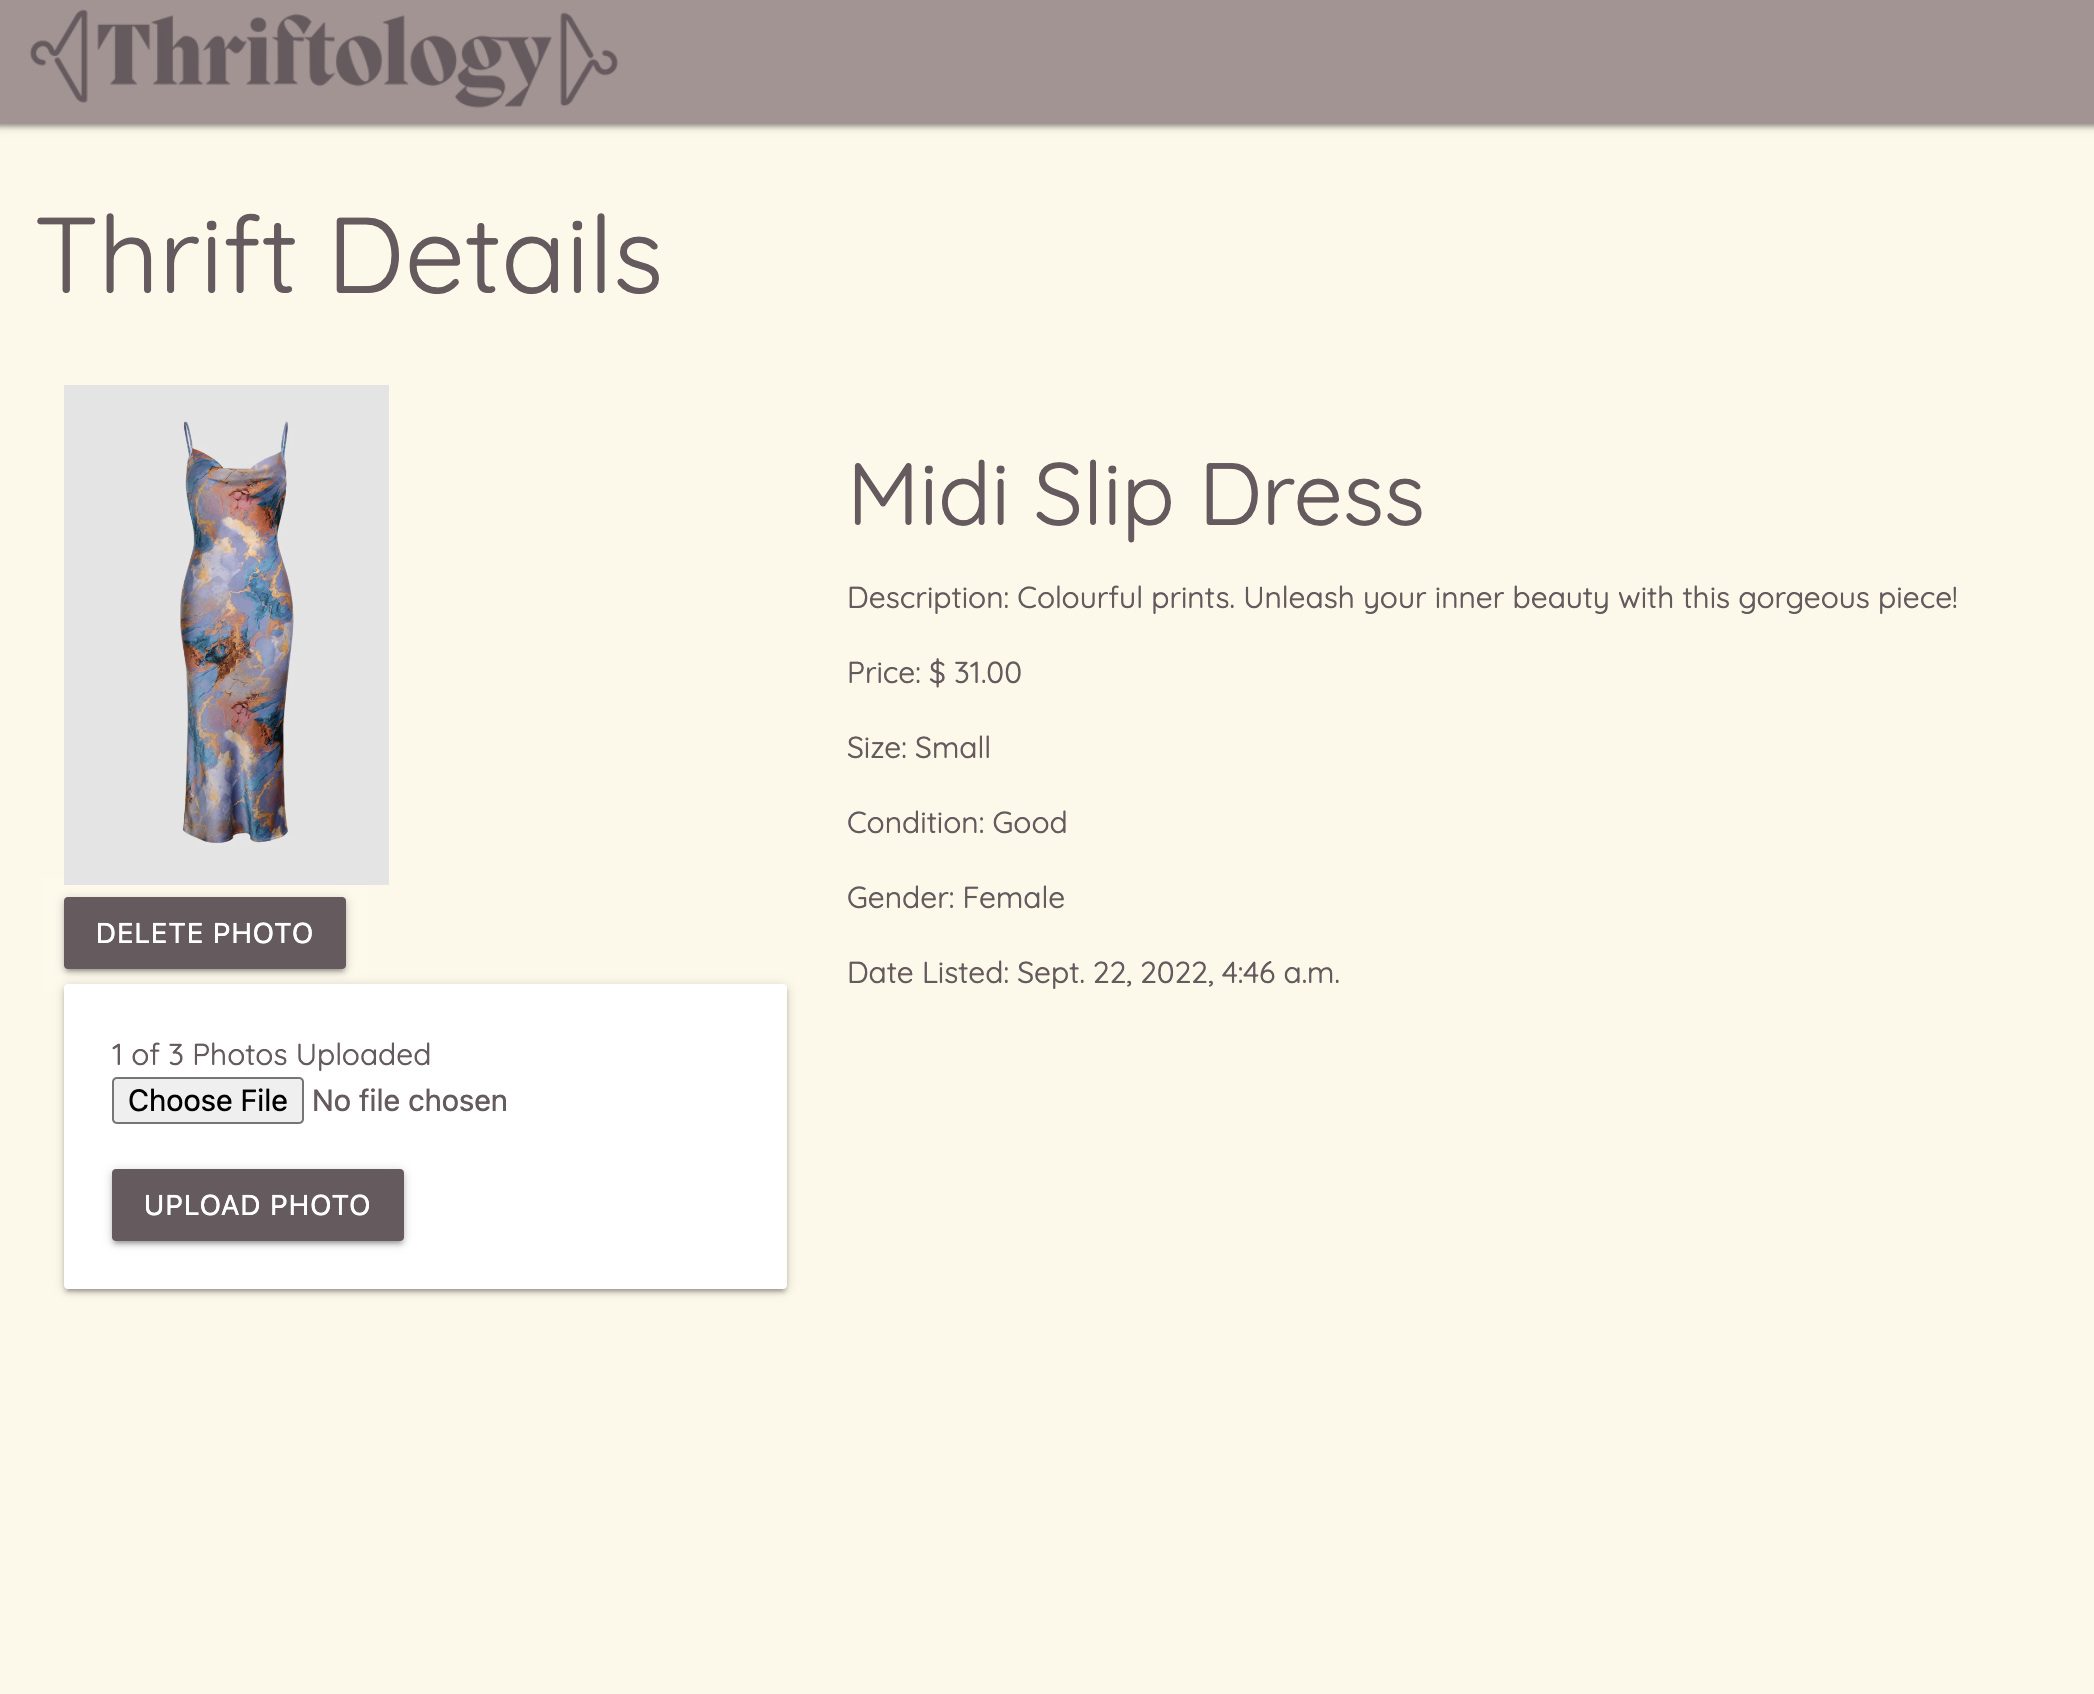 Thriftology
Thrift Details
Midi Slip Dress
Description: Colourful prints. Unleash your inner beauty with this gorgeous piece!
Price: $ 31.00
Size: Small
Condition: Good
Gender: Female
Date Listed: Sept. 22, 2022, 4:46 a.m.
DELETE PHOTO
1 of 3 Photos Uploaded
Choose File No file chosen
UPLOAD PHOTO